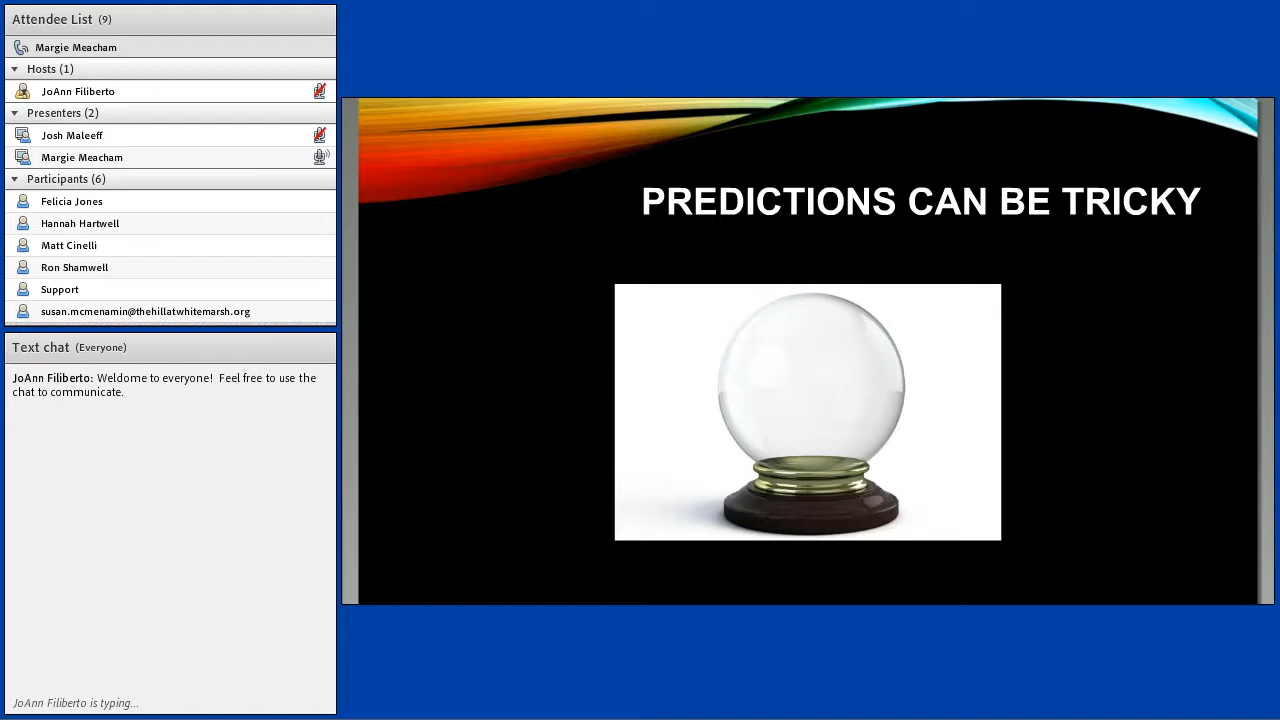 Attendee List (9)
Margie Meacham
Hosts (1)
JoAnn Filiberto
Presenters (2)
Josh Maleeff
Margie Meacham
Participants (6)
Felicia Jones
Hannah Hartwell
Matt Cinelli
Ron Shamwell
Support
susan.mcmenamin@thehillatwhitemarsh.org
Text chat (Everyone)
JoAnn Filiberto: Weldome to everyone! Feel free to use the
chat to communicate.
JoAnn Filiberto is typing...
PREDICTIONS CAN BE TRICKY